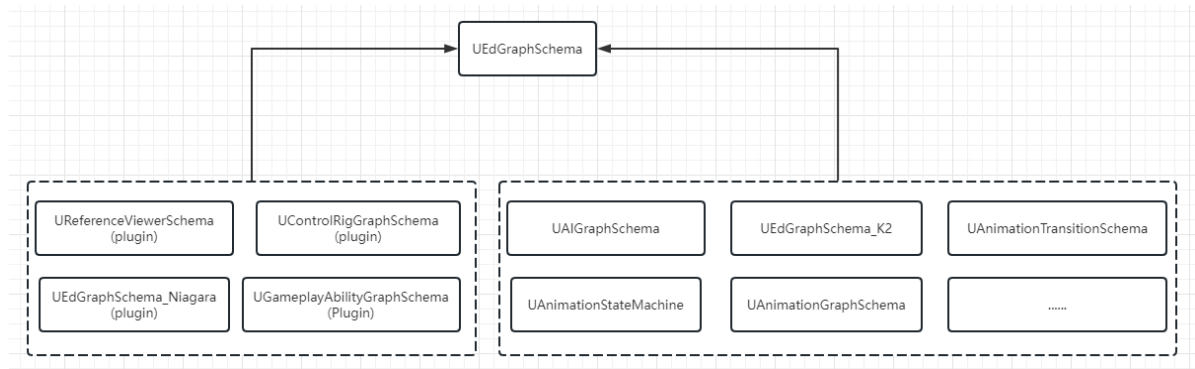 UEdGraphSchema
UReferenceViewerSchema
(plugin)
UControlRigGraphSchema
(plugin)
UEdGraphSchema_Niagara
(plugin)
UGameplayAbilityGraphSchema
(Plugin)
UAIGraphSchema
UEdGraphSchema_K2
UAnimationTransitionSchema
UAnimationStateMachine
UAnimationGraphSchema
......